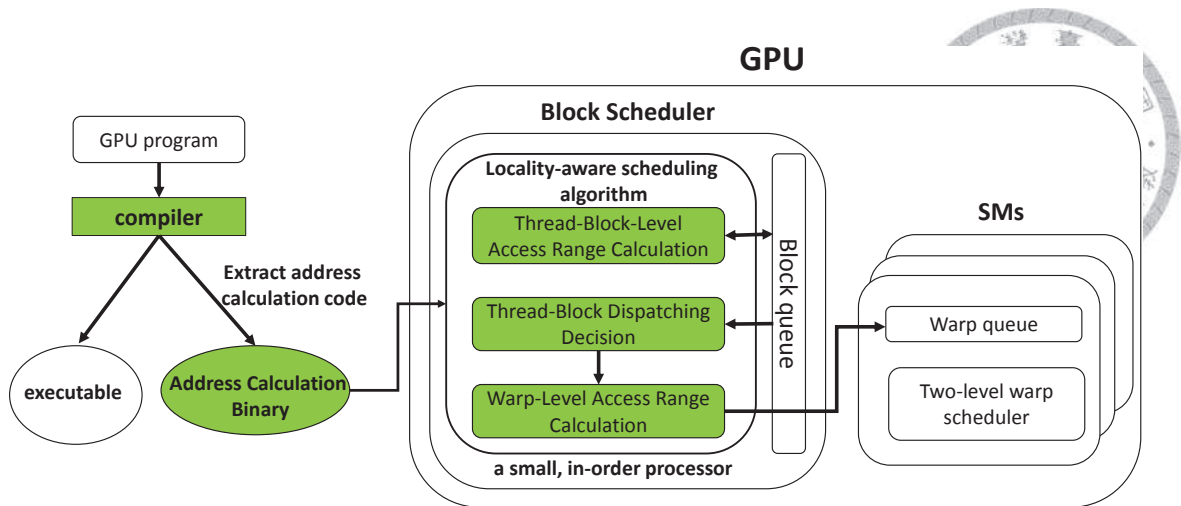 GPU
Block Scheduler
GPU program
compiler
Extract address
calculation code
executable
Address Calculation
Binary
Locality-aware scheduling
algorithm
Thread-Block-Level
Access Range Calculation
Thread-Block Dispatching
Decision
Warp-Level Access Range
Calculation
a small, in-order processor
Block queue
SMs
Warp queue
Two-level warp
scheduler